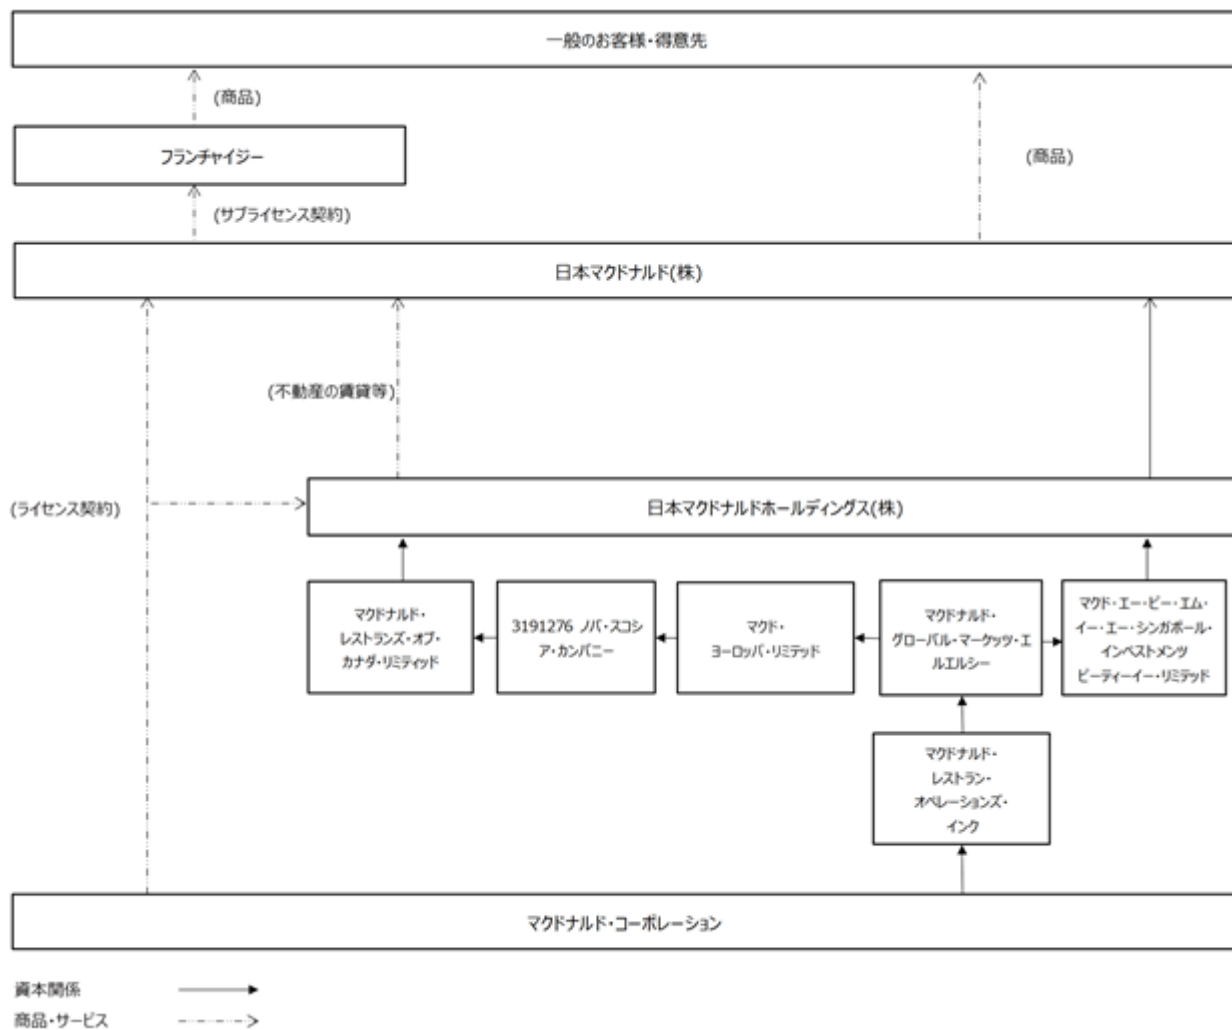 一般のお客様・得意先
(商品)
フランチャイジー
(商品)
(サブライセンス契約)
日本マクドナルド(株)
(不動産の賃貸等)
(ライセンス契約)
日本マクドナルドホールディングス(株)
マクドナルド・
レストランズ・オブ・
カナダ・リミティッド
3191276 ノバ・スコシ
ア・カンパニー
マクド・
ヨーロッパ・リミテッド
マクドナルド・
グローバル・マーケッツ・エ
ルエルシー
マクド・エー・ピー・エム・
イー・エー・シンガポール・
インベストメンツ
ピーティーイー・リミテッド
マクドナルド・
レストラン・
オペレーションズ・
インク
マクドナルド・コーポレーション
資本関係
商品・サービス